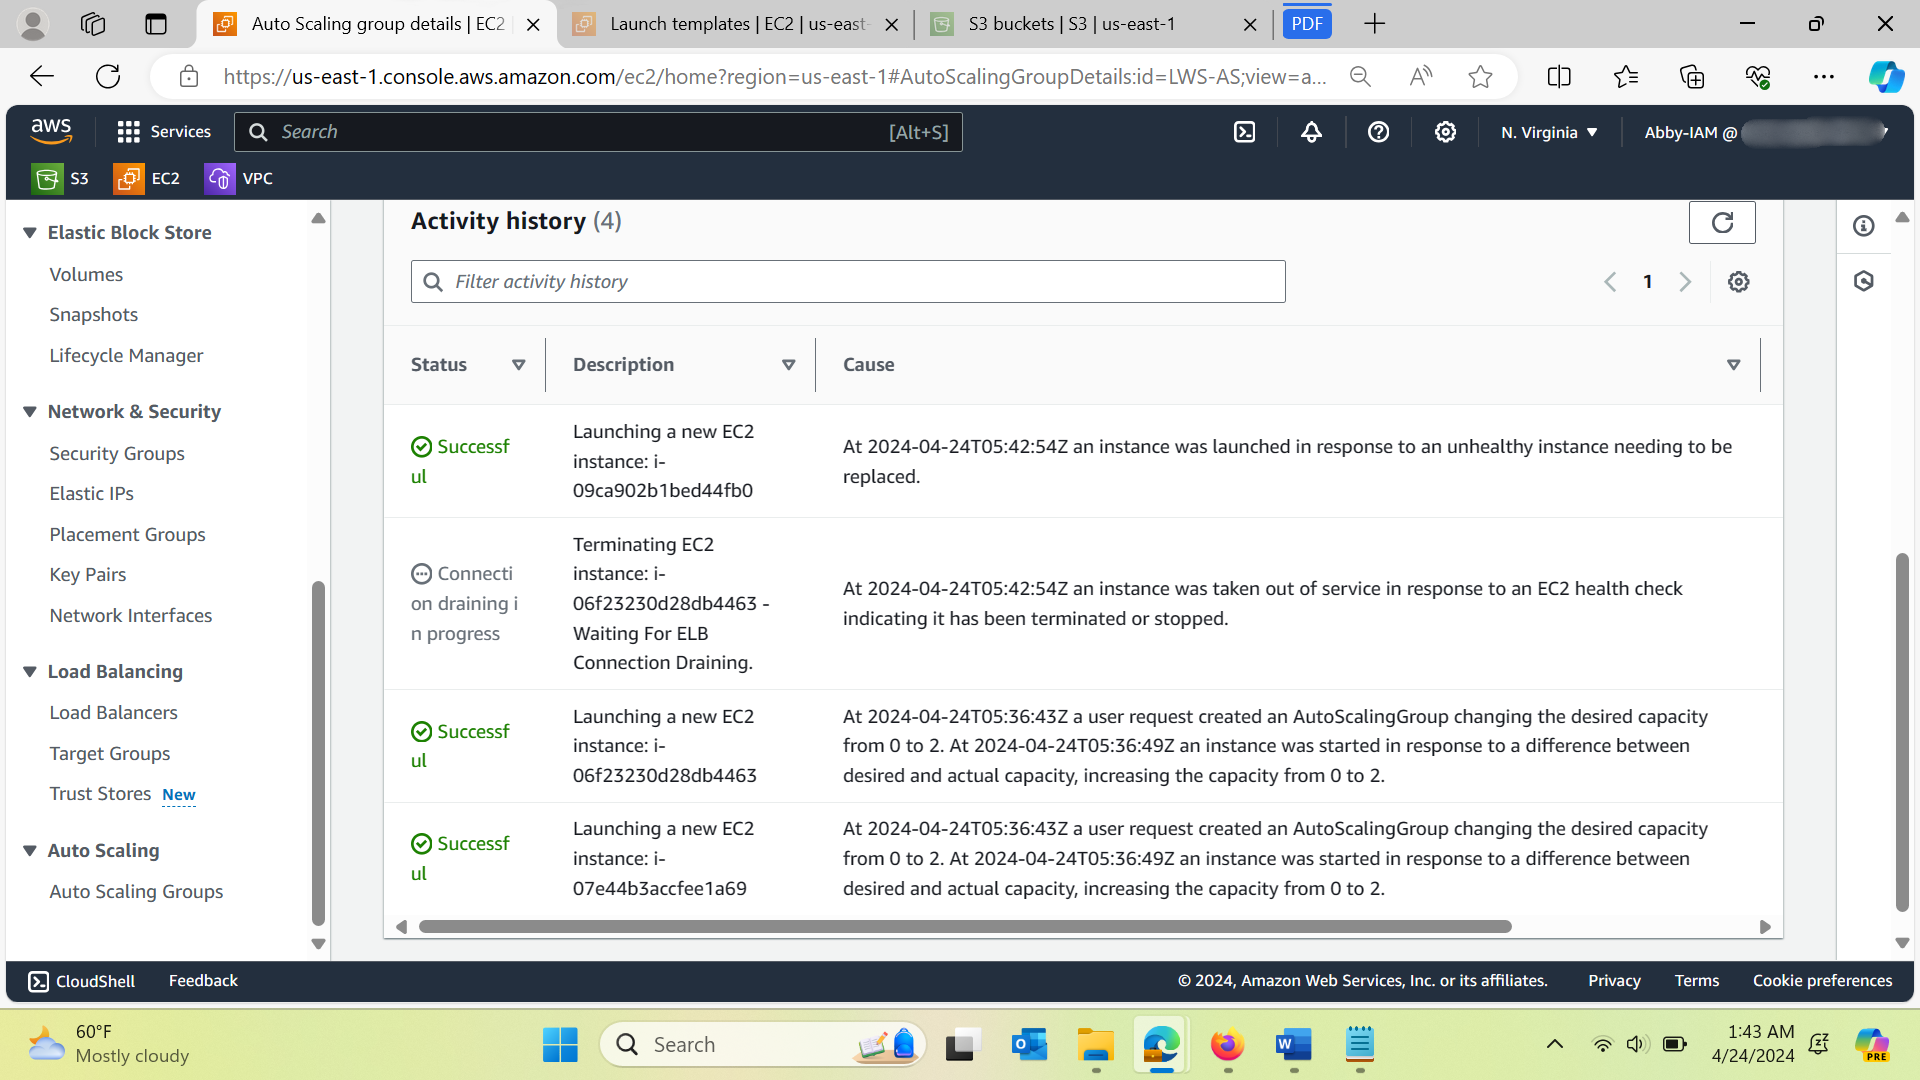 Auto Scaling group details | EC2
Launch templates | EC2 | us-east-
S3 buckets | S3 | us-east-1
PDF
https://us-east-1.console.aws.amazon.com/ec2/home?region=us-east-1#AutoScalingGroupDetails:id=LWS-AS;view=a...
aws
Services
Search
[Alt+S]
N. Virginia
Abby-IAM @
S3
EC2
VPC
Elastic Block Store
Volumes
Snapshots
Lifecycle Manager
Network & Security
Security Groups
Elastic IPs
Placement Groups
Key Pairs
Network Interfaces
Load Balancing
Load Balancers
Target Groups
Trust Stores New
Auto Scaling
Auto Scaling Groups
Activity history (4)
Filter activity history
1
Status
Description
Cause
Successf
ul
Launching a new EC2
instance: i-
09ca902b1bed44fb0
At 2024-04-24T05:42:54Z an instance was launched in response to an unhealthy instance needing to be
replaced.
Connecti
on draining i
n progress
Terminating EC2
instance: i-
06f23230d28db4463 -
Waiting For ELB
Connection Draining.
At 2024-04-24T05:42:54Z an instance was taken out of service in response to an EC2 health check
indicating it has been terminated or stopped.
Successf
ul
Launching a new EC2
instance: i-
06f23230d28db4463
At 2024-04-24T05:36:43Z a user request created an AutoScalingGroup changing the desired capacity
from 0 to 2. At 2024-04-24T05:36:49Z an instance was started in response to a difference between
desired and actual capacity, increasing the capacity from 0 to 2.
Successf
ul
Launching a new EC2
instance: i-
07e44b3accfee1a69
At 2024-04-24T05:36:43Z a user request created an AutoScalingGroup changing the desired capacity
from 0 to 2. At 2024-04-24T05:36:49Z an instance was started in response to a difference between
desired and actual capacity, increasing the capacity from 0 to 2.
CloudShell
Feedback
© 2024, Amazon Web Services, Inc. or its affiliates.
Privacy
Terms
Cookie preferences
60°F
Mostly cloudy
Search
1:43 AM
4/24/2024
PRE